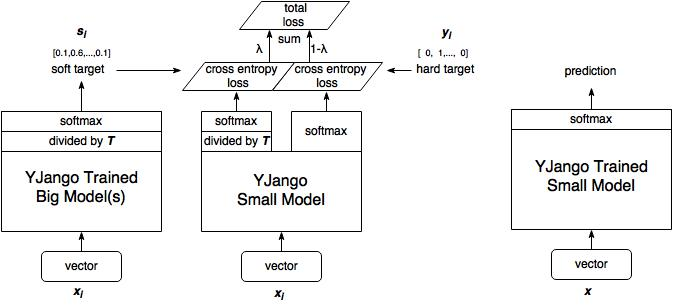 total
loss
sum
λ
1-λ
s_i
[0.1,0.6,...,0.1]
soft target
cross entropy
loss
cross entropy
loss
y_i
[ 0, 1,..., 0]
hard target
softmax
divided by T
YJango Trained
Big Model(s)
vector
x_i
softmax
divided by T
softmax
YJango
Small Model
vector
x_i
prediction
softmax
YJango Trained
Small Model
vector
x